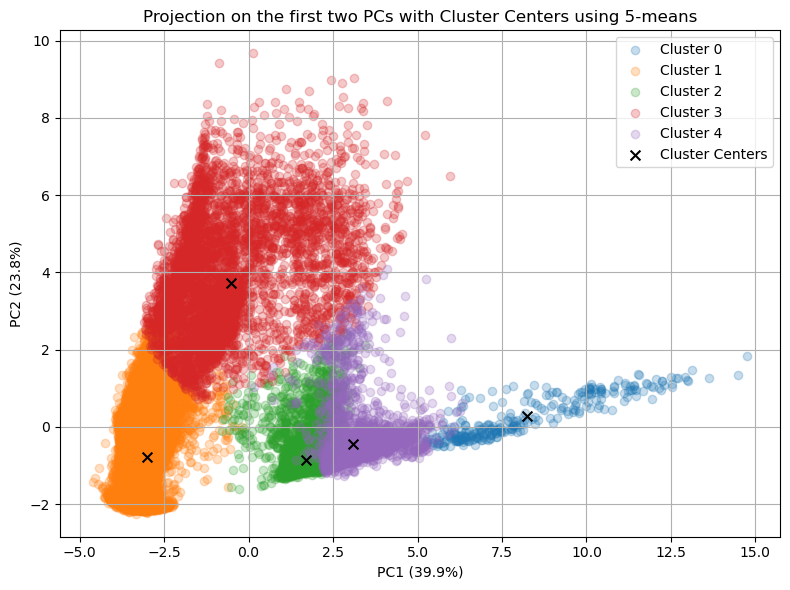 Projection on the first two PCs with Cluster Centers using 5-means
Cluster 0
Cluster 1
Cluster 2
Cluster 3
Cluster 4
Cluster Centers
PC2 (23.8%)
10
8
6
4
2
0
−2
−5.0 −2.5 0.0 2.5 5.0 7.5 10.0 12.5 15.0
PC1 (39.9%)